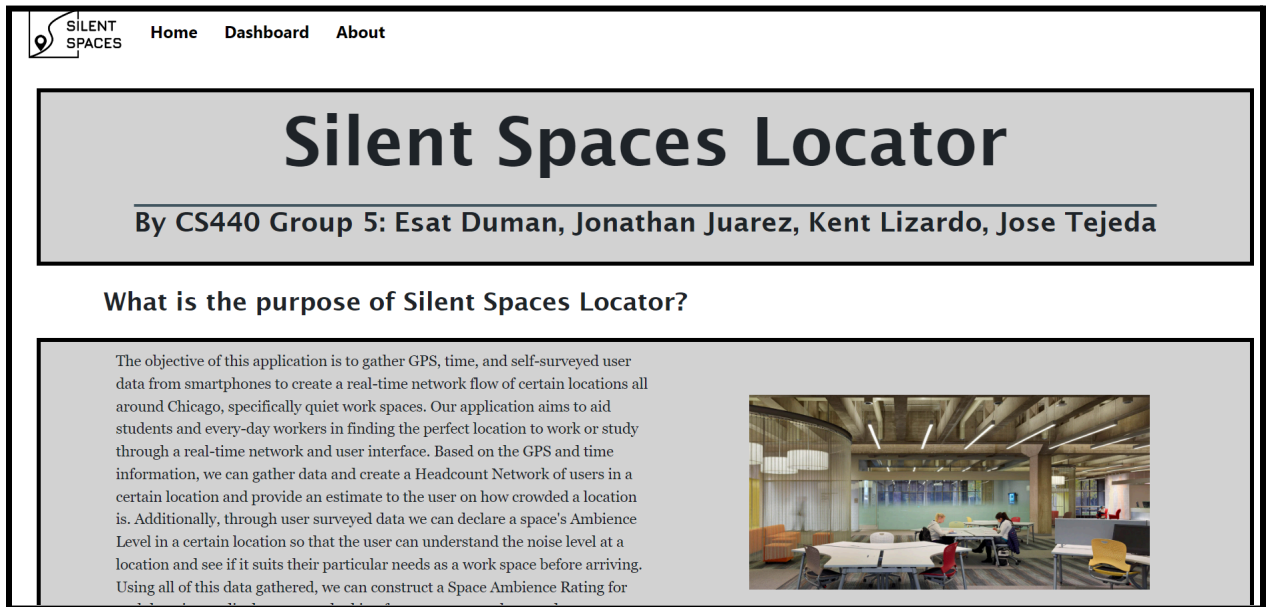 SILENT
SPACES
Home Dashboard About
Silent Spaces Locator
By CS440 Group 5: Esat Duman, Jonathan Juarez, Kent Lizardo, Jose Tejeda
What is the purpose of Silent Spaces Locator?
The objective of this application is to gather GPS, time, and self-surveyed user
data from smartphones to create a real-time network flow of certain locations all
around Chicago, specifically quiet work spaces. Our application aims to aid
students and every-day workers in finding the perfect location to work or study
through a real-time network and user interface. Based on the GPS and time
information, we can gather data and create a Headcount Network of users in a
certain location and provide an estimate to the user on how crowded a location
is. Additionally, through user surveyed data we can declare a space's Ambience
Level in a certain location so that the user can understand the noise level at a
location and see if it suits their particular needs as a work space before arriving.
Using all of this data gathered, we can construct a Space Ambience Rating for